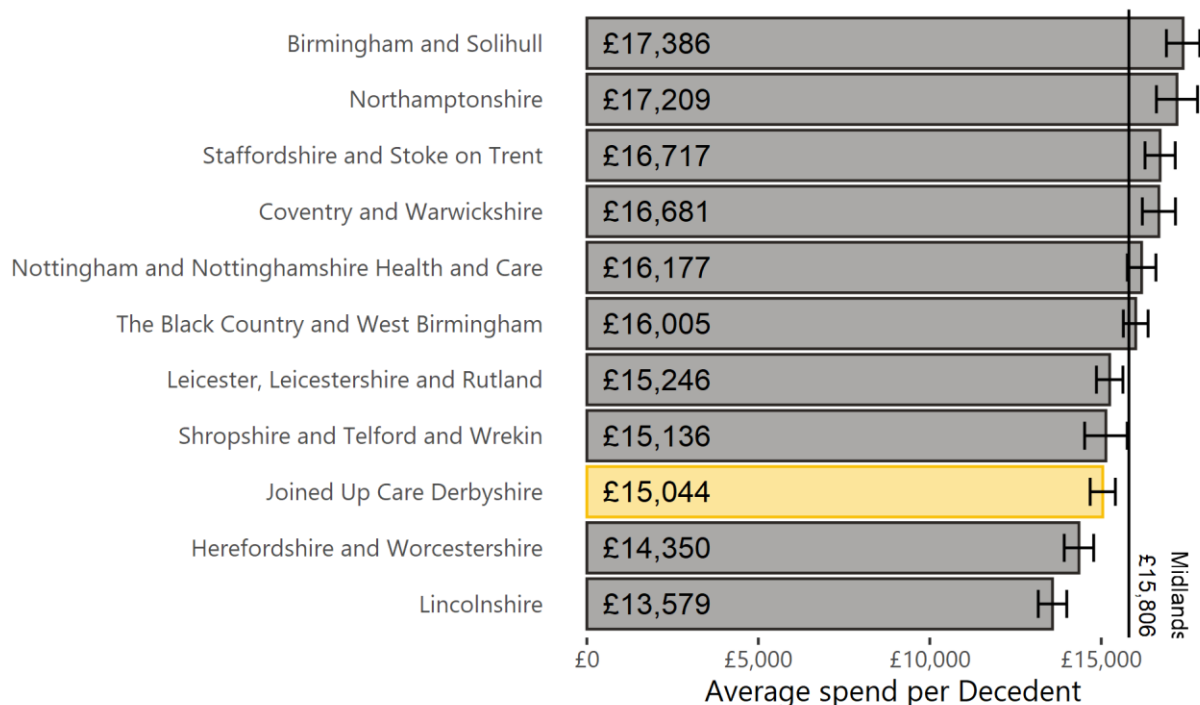 Birmingham and Solihull £17,386
Northamptonshire £17,209
Staffordshire and Stoke on Trent £16,717
Coventry and Warwickshire £16,681
Nottingham and Nottinghamshire Health and Care £16,177
The Black Country and West Birmingham £16,005
Leicester, Leicestershire and Rutland £15,246
Shropshire and Telford and Wrekin £15,136
Joined Up Care Derbyshire £15,044
Herefordshire and Worcestershire £14,350
Lincolnshire £13,579
Midlands
£15,806
£0 £5,000 £10,000 £15,000
Average spend per Decedent